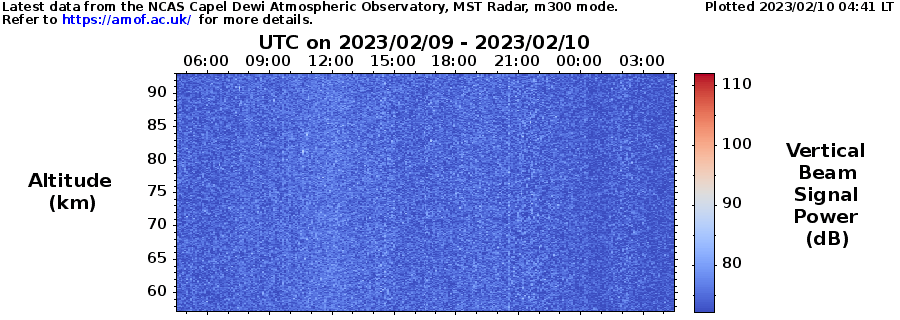 Latest data from the NCAS Capel Dewi Atmospheric Observatory, MST Radar, m300 mode. Plotted 2023/02/10 04:41 LT
Refer to https://amof.ac.uk/ for more details.
UTC on 2023/02/09 - 2023/02/10
06:00 09:00 12:00 15:00 18:00 21:00 00:00 03:00
90
85
80
75
70
65
60
Altitude
(km)
110
100
90
80
Vertical
Beam
Signal
Power
(dB)